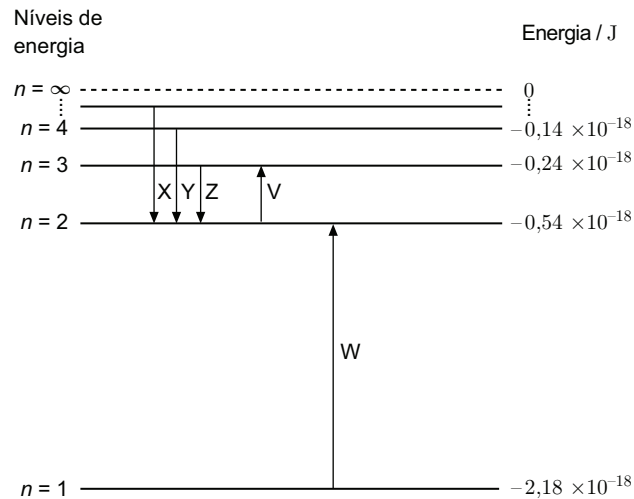 Níveis de
energia
Energia / J
n = ∞ 0
n = 4 −0,14 ×10⁻¹⁸
n = 3 −0,24 ×10⁻¹⁸
X Y Z V
n = 2 −0,54 ×10⁻¹⁸
W
n = 1 −2,18 ×10⁻¹⁸